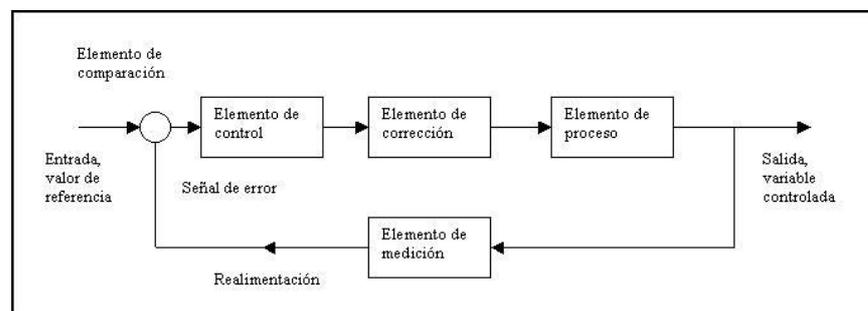 Elemento de
comparación
Elemento de
control
Elemento de
corrección
Elemento de
proceso
Entrada,
valor de
referencia
Señal de error
Salida,
variable
controlada
Elemento de
medición
Realimentación